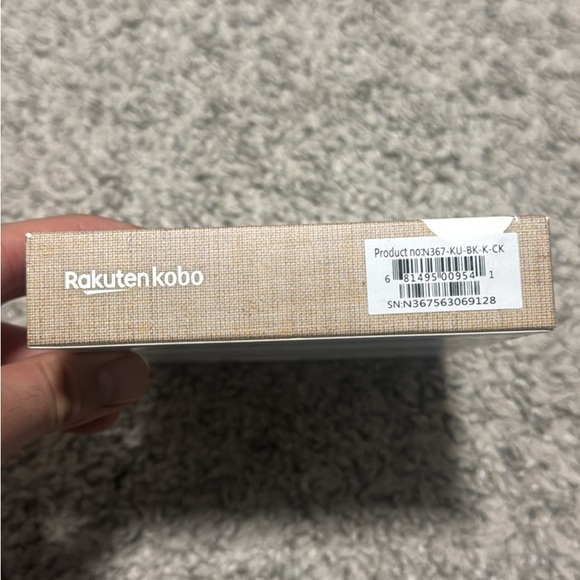 Rakuten kobo
Product no:N367-KU-BK-K-CK
6 81495 00954 1
SN:N367563069128